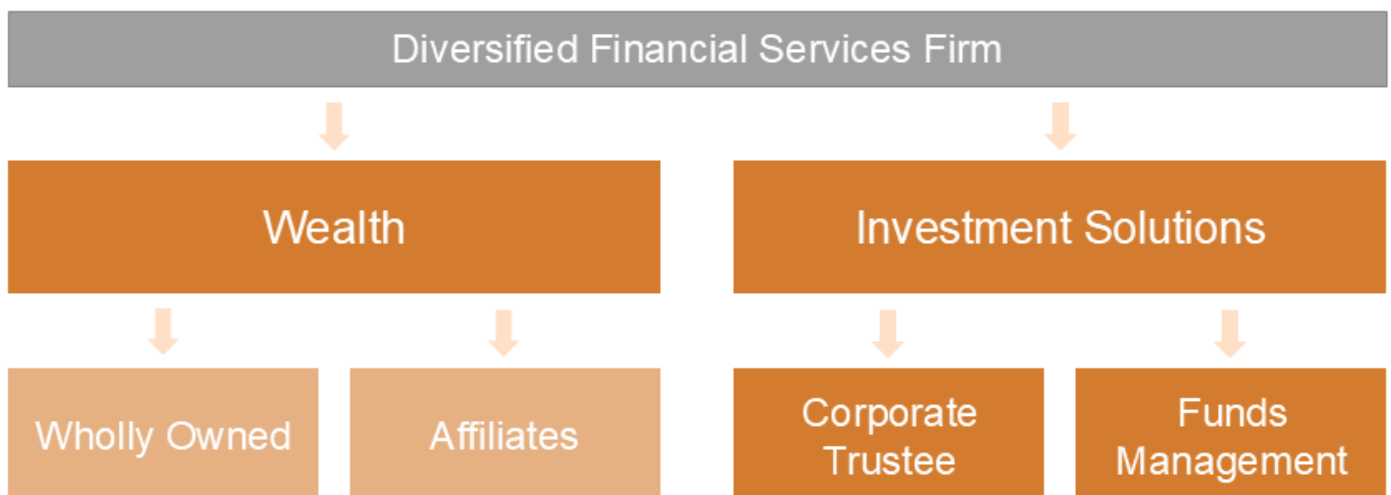 Diversified Financial Services Firm
Wealth
Investment Solutions
Wholly Owned
Affiliates
Corporate
Trustee
Funds
Management